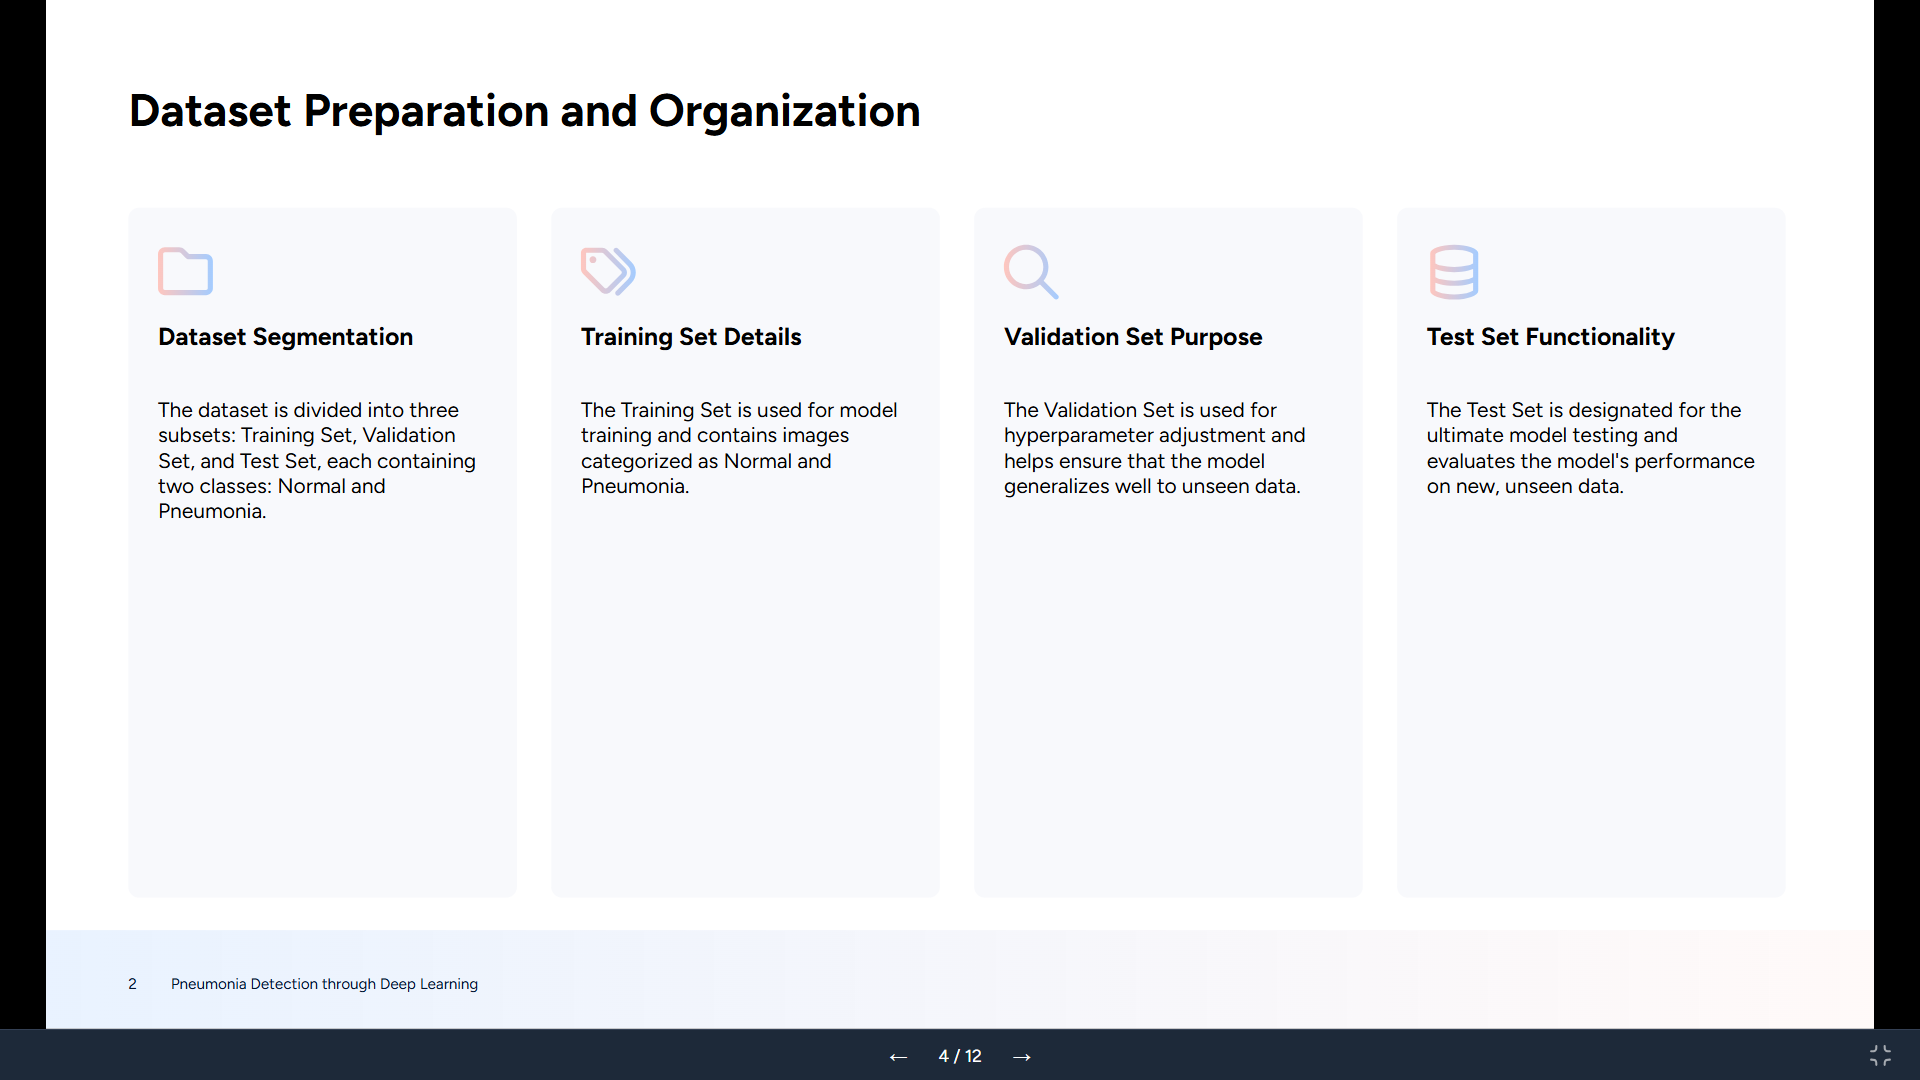 Dataset Preparation and Organization
Dataset Segmentation
The dataset is divided into three
subsets: Training Set, Validation
Set, and Test Set, each containing
two classes: Normal and
Pneumonia.
Training Set Details
The Training Set is used for model
training and contains images
categorized as Normal and
Pneumonia.
Validation Set Purpose
The Validation Set is used for
hyperparameter adjustment and
helps ensure that the model
generalizes well to unseen data.
Test Set Functionality
The Test Set is designated for the
ultimate model testing and
evaluates the model's performance
on new, unseen data.
2 Pneumonia Detection through Deep Learning
← 4 / 12 →